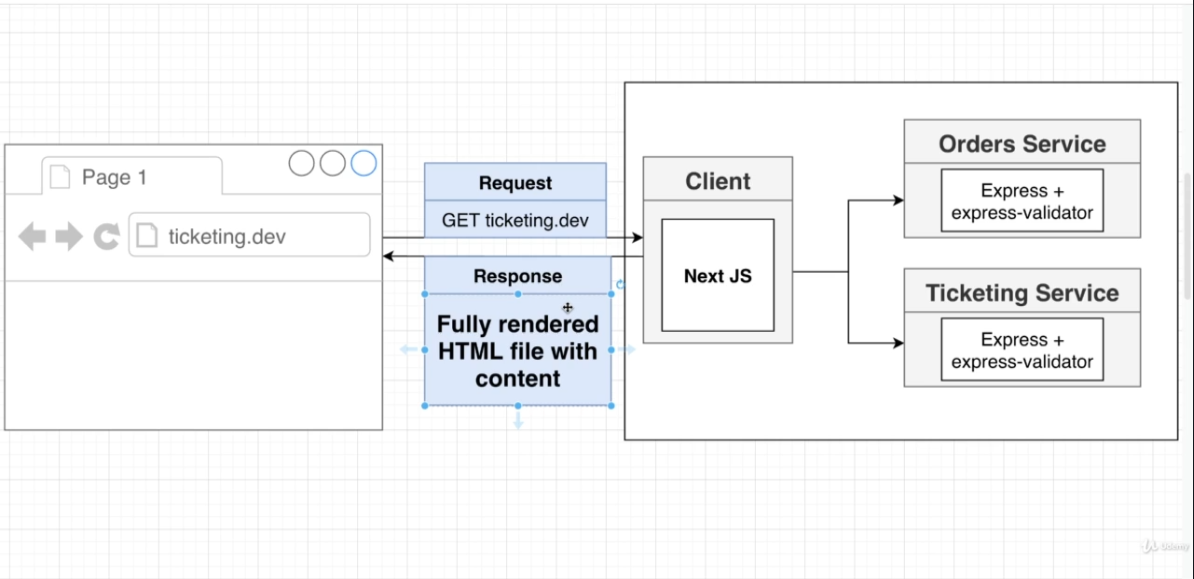 Page 1
ticketing.dev
Request
GET ticketing.dev
Response
Fully rendered
HTML file with
content
Client
Next JS
Orders Service
Express +
express-validator
Ticketing Service
Express +
express-validator
Udemy